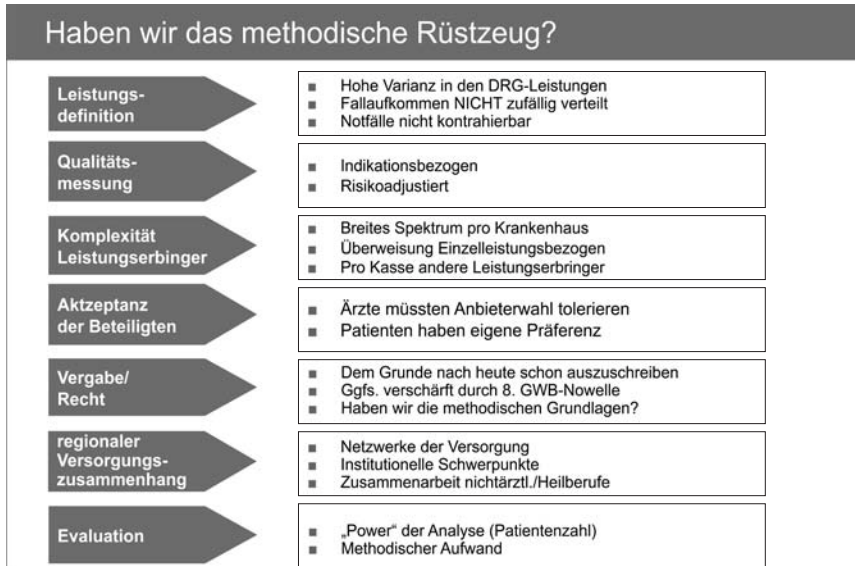 Haben wir das methodische Rüstzeug?
Leistungs-
definition
■ Hohe Varianz in den DRG-Leistungen
■ Fallaufkommen NICHT zufällig verteilt
■ Notfälle nicht kontrahierbar
Qualitäts-
messung
■ Indikationsbezogen
■ Risikoadjustiert
Komplexität
Leistungserbinger
■ Breites Spektrum pro Krankenhaus
■ Überweisung Einzelleistungsbezogen
■ Pro Kasse andere Leistungserbringer
Aktzeptanz
der Beteiligten
■ Ärzte müssten Anbieterwahl tolerieren
■ Patienten haben eigene Präferenz
Vergabe/
Recht
■ Dem Grunde nach heute schon auszuschreiben
■ Ggfs. verschärft durch 8. GWB-Nowelle
■ Haben wir die methodischen Grundlagen?
regionaler
Versorgungs-
zusammenhang
■ Netzwerke der Versorgung
■ Institutionelle Schwerpunkte
■ Zusammenarbeit nichtärztl./Heilberufe
Evaluation
■ „Power“ der Analyse (Patientenzahl)
■ Methodischer Aufwand